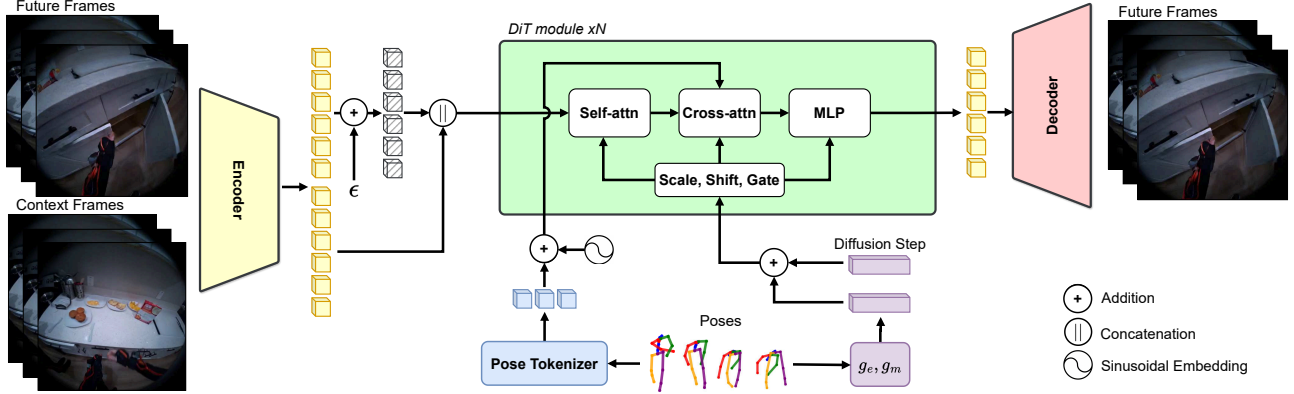 Future Frames
DiT module xN
Future Frames
Encoder
Decoder
+
||
Self-attn
Cross-attn
MLP
ϵ
Scale, Shift, Gate
Context Frames
+
+
Diffusion Step
Poses
Pose Tokenizer
g_e, g_m
+ Addition
|| Concatenation
Sinusoidal Embedding